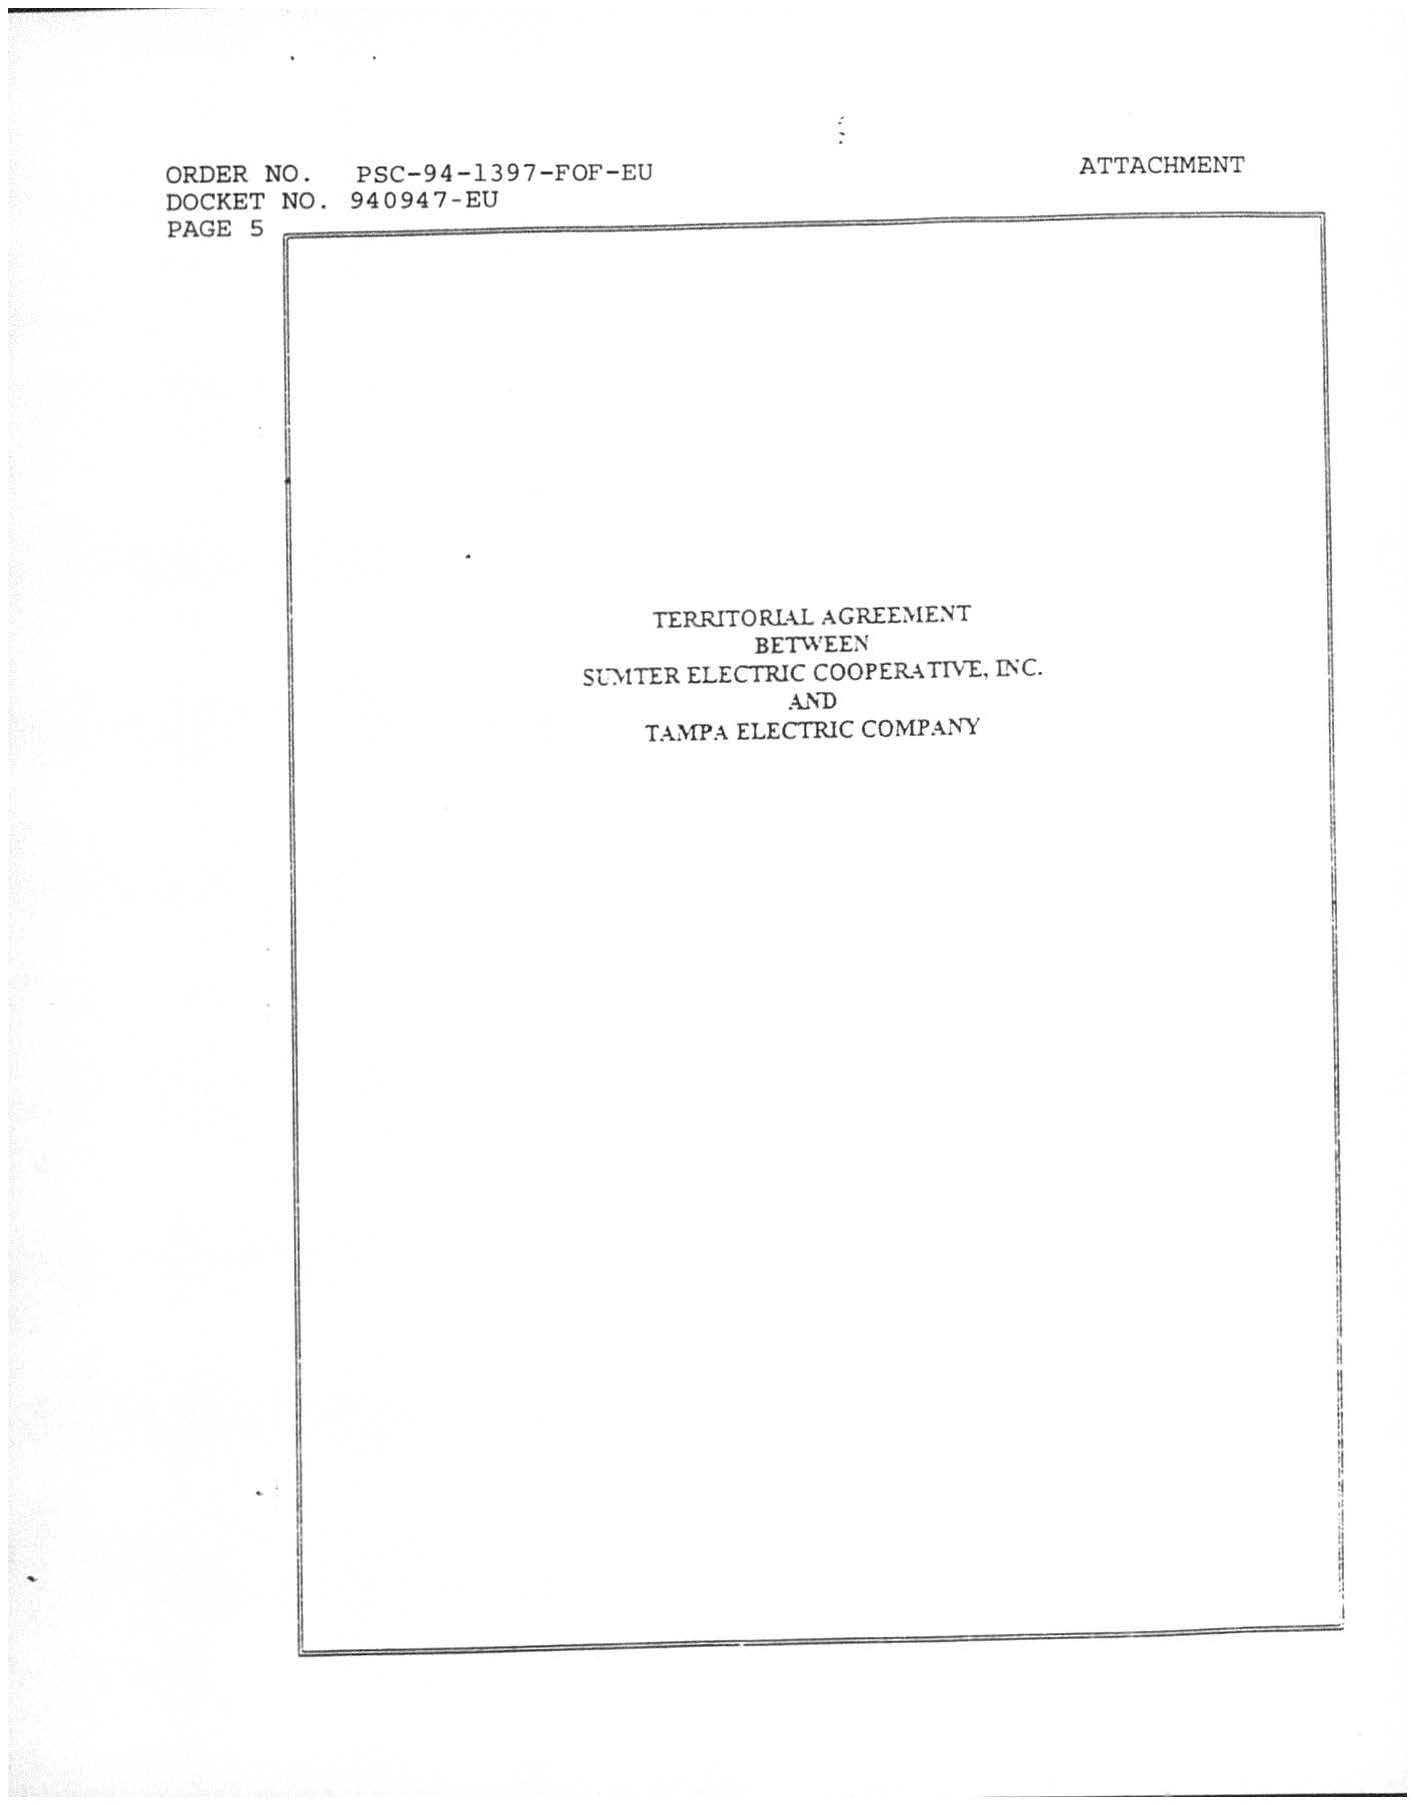 ORDER NO. PSC-94-1397-FOF-EU
ATTACHMENT
DOCKET NO. 940947-EU
PAGE 5
TERRITORIAL AGREEMENT
BETWEEN
SUMTER ELECTRIC COOPERATIVE, INC.
AND
TAMPA ELECTRIC COMPANY